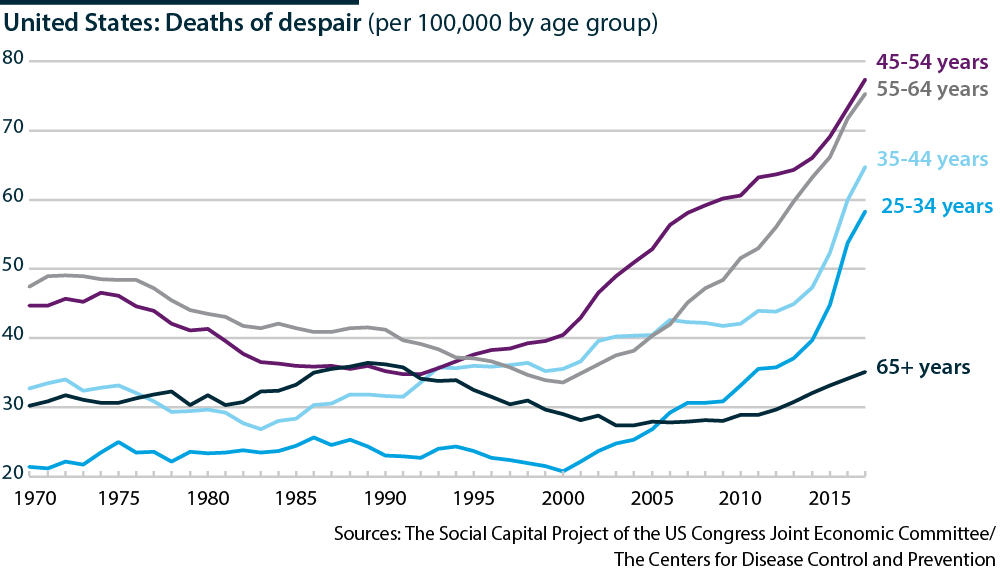 United States: Deaths of despair (per 100,000 by age group)
80
70
60
50
40
30
20
45-54 years
55-64 years
35-44 years
25-34 years
65+ years
1970 1975 1980 1985 1990 1995 2000 2005 2010 2015
Sources: The Social Capital Project of the US Congress Joint Economic Committee/
The Centers for Disease Control and Prevention